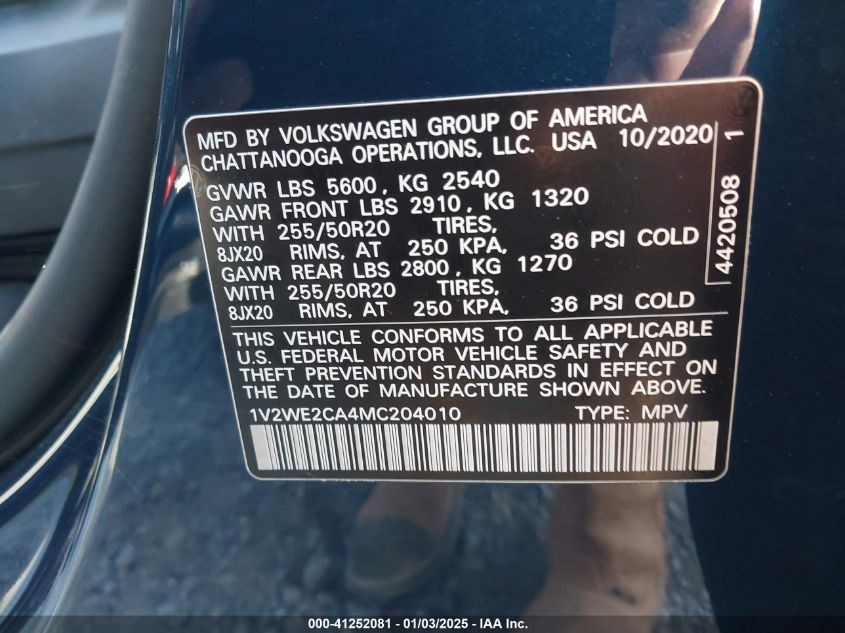 MFD BY VOLKSWAGEN GROUP OF AMERICA
CHATTANOOGA OPERATIONS, LLC. USA 10/2020
GVWR LBS 5600, KG 2540
GAWR FRONT LBS 2910, KG 1320
WITH 255/50R20 TIRES,
8JX20 RIMS, AT 250 KPA, 36 PSI COLD
GAWR REAR LBS 2800, KG 1270
WITH 255/50R20 TIRES,
8JX20 RIMS, AT 250 KPA, 36 PSI COLD
4420508 1
THIS VEHICLE CONFORMS TO ALL APPLICABLE
U.S. FEDERAL MOTOR VEHICLE SAFETY AND
THEFT PREVENTION STANDARDS IN EFFECT ON
THE DATE OF MANUFACTURE SHOWN ABOVE.
1V2WE2CA4MC204010 TYPE: MPV
000-41252081 - 01/03/2025 - IAA Inc.